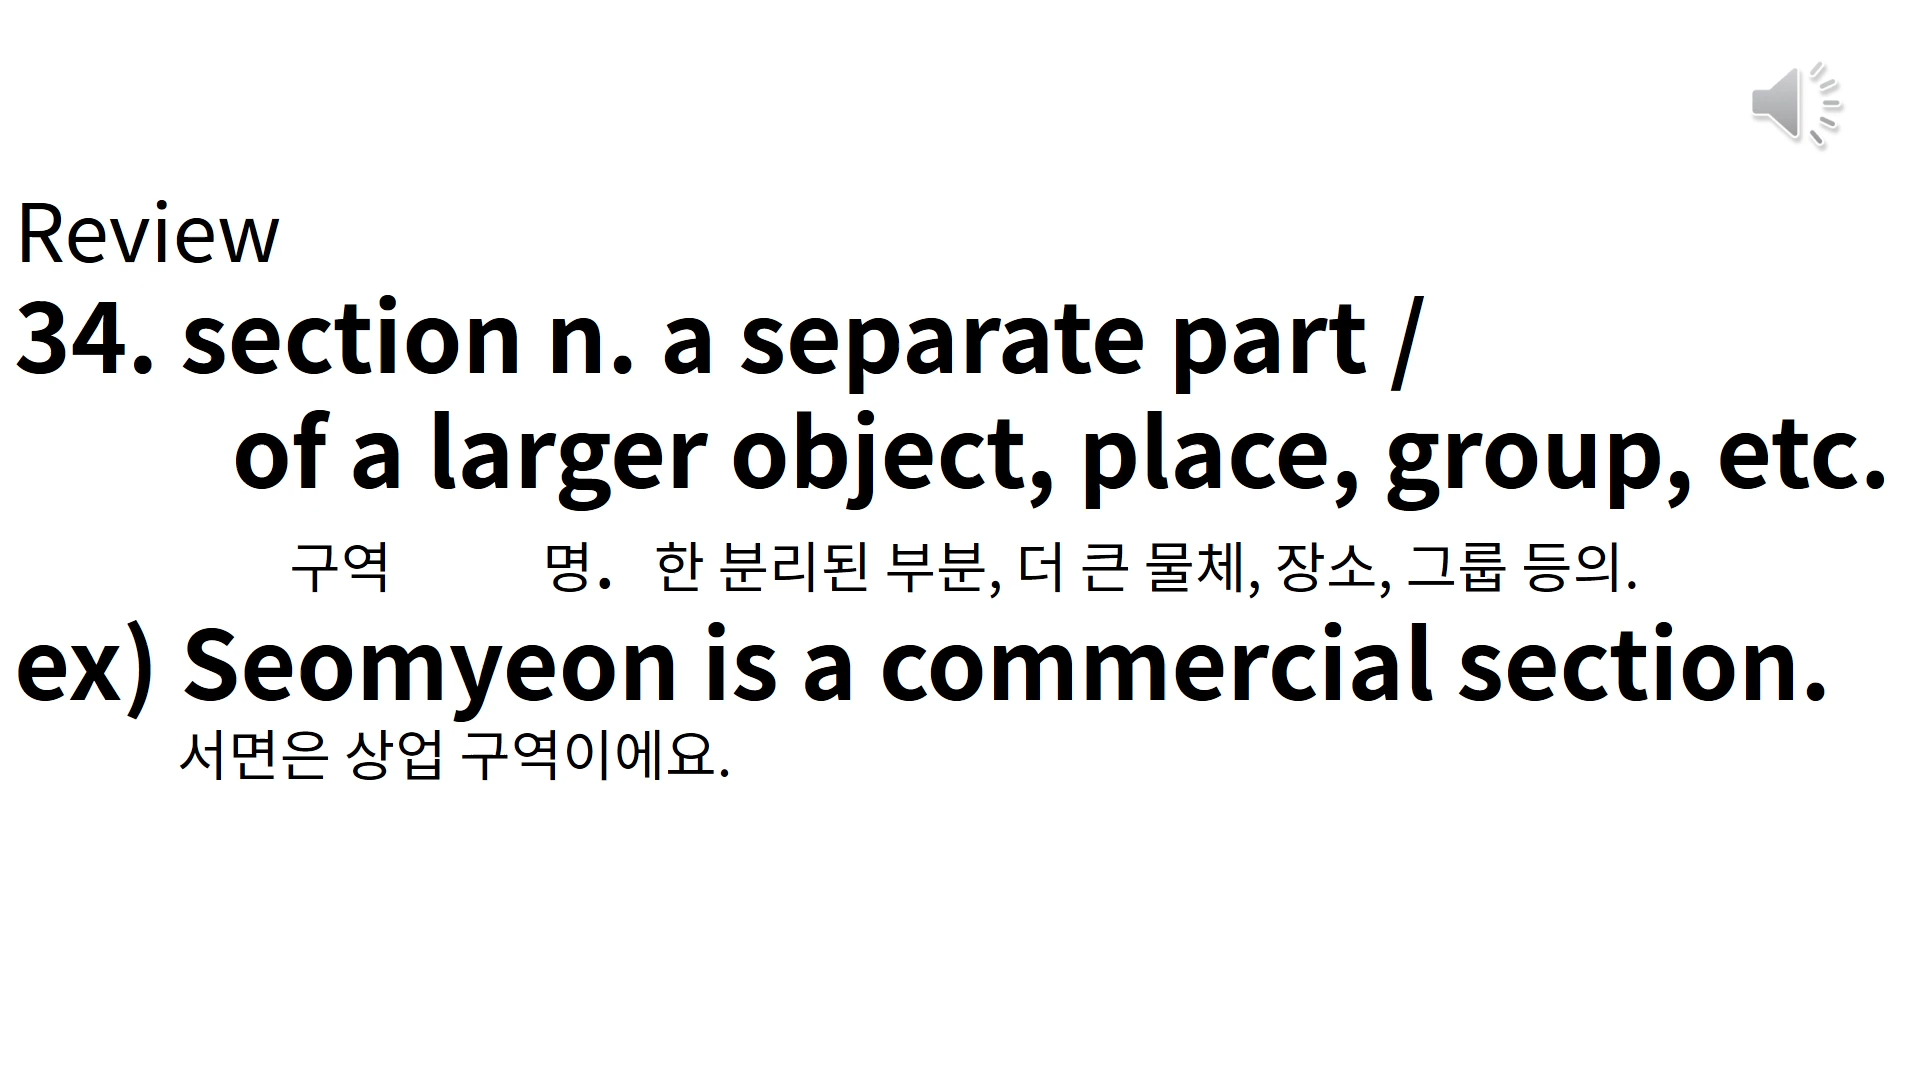 Review
34. section n. a separate part /
of a larger object, place, group, etc.
구역 명. 한 분리된 부분, 더 큰 물체, 장소, 그룹 등의.
ex) Seomyeon is a commercial section.
서면은 상업 구역이에요.